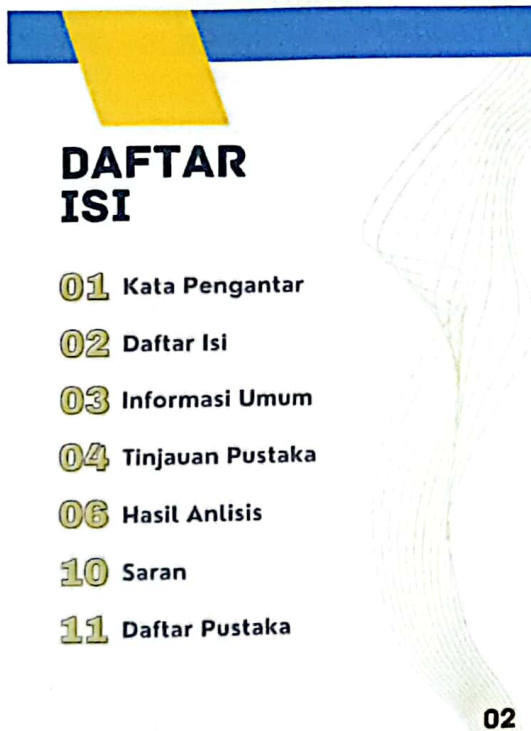 DAFTAR
ISI
01 Kata Pengantar
02 Daftar Isi
03 Informasi Umum
04 Tinjauan Pustaka
06 Hasil Anlisis
10 Saran
11 Daftar Pustaka
02